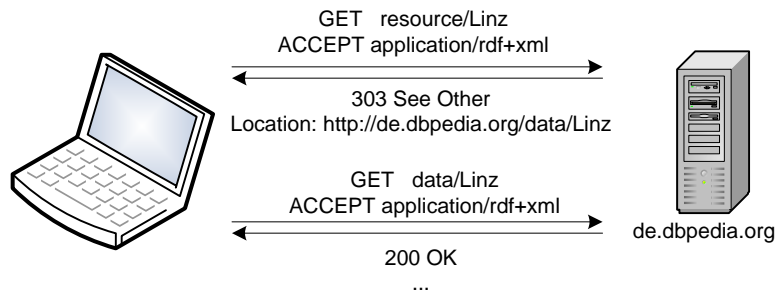 GET resource/Linz
ACCEPT application/rdf+xml
303 See Other
Location: http://de.dbpedia.org/data/Linz
GET data/Linz
ACCEPT application/rdf+xml
200 OK
...
de.dbpedia.org